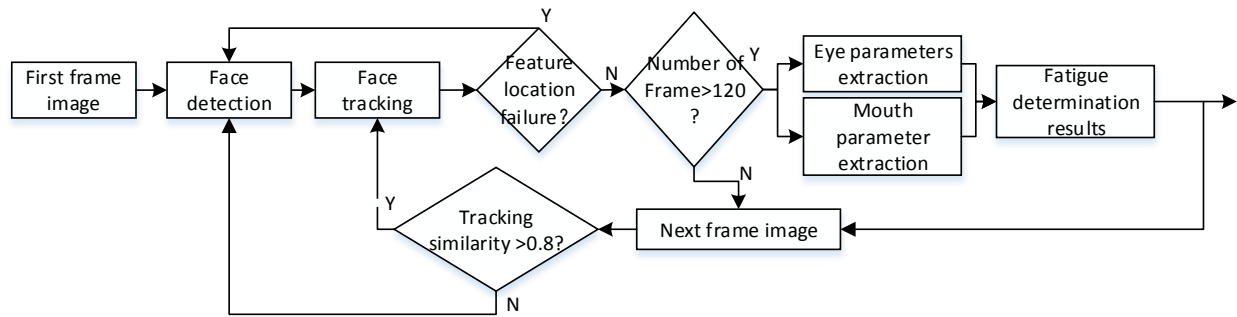 Y
First frame
image
Face
detection
Face
tracking
Feature
location
failure?
N
Number of
Frame>120
?
Y
Eye parameters
extraction
Mouth
parameter
extraction
Fatigue
determination
results
N
Y
Tracking
similarity >0.8?
Next frame image
N